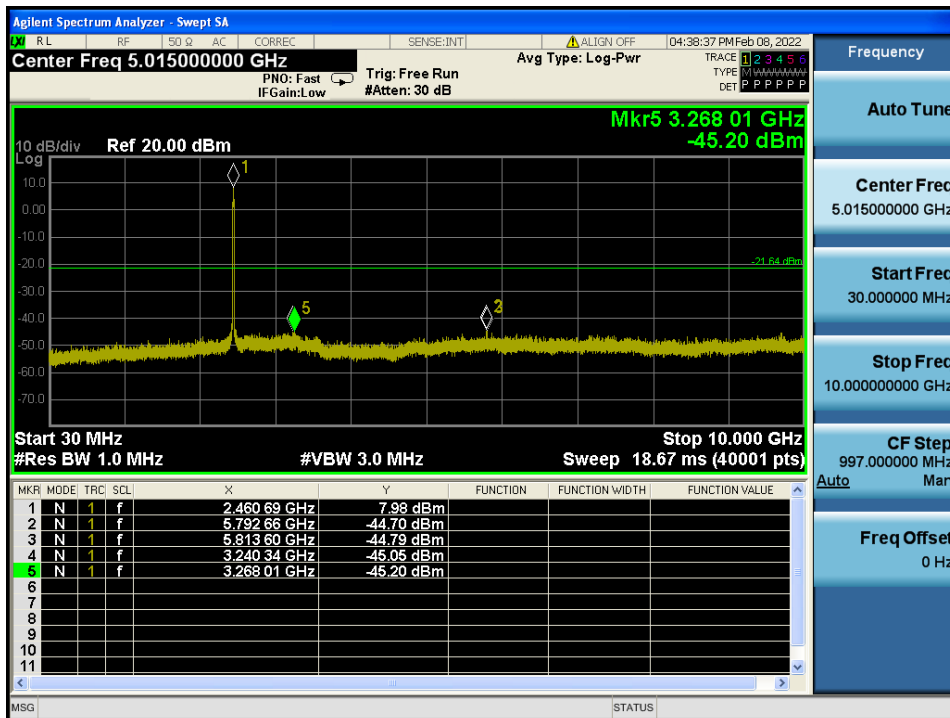 Agilent Spectrum Analyzer - Swept SA
LXI RL RF 50 Ω AC CORREC SENSE:INT ALIGN OFF 04:38:37 PM Feb 08, 2022
Center Freq 5.015000000 GHz
PNO: Fast
IFGain:Low
Trig: Free Run
#Atten: 30 dB
Avg Type: Log-Pwr
TRACE 1 2 3 4 5 6
TYPE MWWWWW
DET P P P P P P
Mkr5 3.268 01 GHz
-45.20 dBm
10 dB/div Ref 20.00 dBm
Log
10.0
0.00
-10.0
-20.0
-30.0
-40.0
-50.0
-60.0
-70.0
1
5
2
-21.64 dBm
Start 30 MHz Stop 10.000 GHz
#Res BW 1.0 MHz #VBW 3.0 MHz Sweep 18.67 ms (40001 pts)
MKR MODE TRC SCL X Y FUNCTION FUNCTION WIDTH FUNCTION VALUE
1 N 1 f 2.460 69 GHz 7.98 dBm
2 N 1 f 5.792 66 GHz -44.70 dBm
3 N 1 f 5.813 60 GHz -44.79 dBm
4 N 1 f 3.240 34 GHz -45.05 dBm
5 N 1 f 3.268 01 GHz -45.20 dBm
6
7
8
9
10
11
MSG STATUS
Frequency
Auto Tune
Center Freq
5.015000000 GHz
Start Freq
30.000000 MHz
Stop Freq
10.000000000 GHz
CF Step
997.000000 MHz
Auto Man
Freq Offset
0 Hz